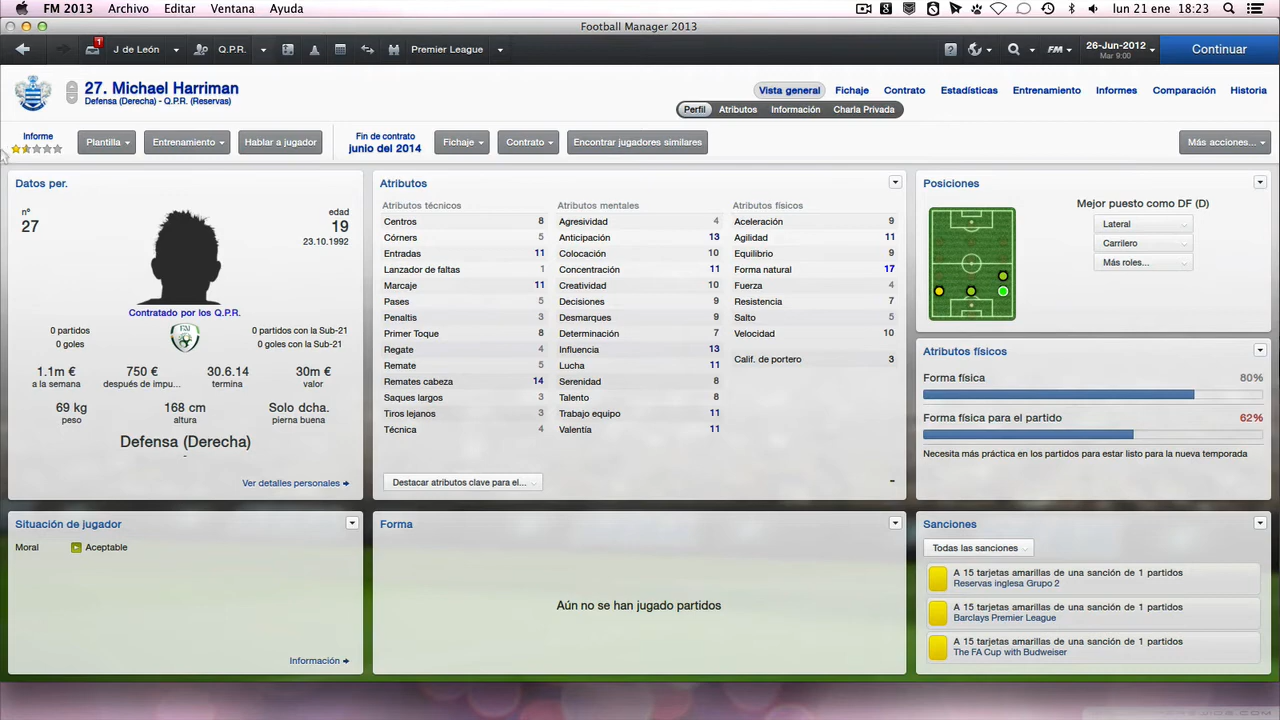 FM 2013 Archivo Editar Ventana Ayuda lun 21 ene 18:23
Football Manager 2013
1 J de León Q.P.R. Premier League ? FM 26-Jun-2012 Mar 9:00 Continuar
27. Michael Harriman
Defensa (Derecha) - Q.P.R. (Reservas)
Vista general Fichaje Contrato Estadísticas Entrenamiento Informes Comparación Historia
Perfil Atributos Información Charla Privada
Informe
Plantilla Entrenamiento Hablar a jugador
Fin de contrato
junio del 2014
Fichaje Contrato Encontrar jugadores similares Más acciones...
Datos per.
nº
27
edad
19
23.10.1992
Contratado por los Q.P.R.
0 partidos
0 goles
FAI
0 partidos con la Sub-21
0 goles con la Sub-21
1.1m € 750 € 30.6.14 30m €
a la semana después de impu... termina valor
69 kg 168 cm Solo dcha.
peso altura pierna buena
Defensa (Derecha)
-
Ver detalles personales
Atributos
Atributos técnicos
Centros 8
Córners 5
Entradas 11
Lanzador de faltas 1
Marcaje 11
Pases 5
Penaltis 3
Primer Toque 8
Regate 4
Remate 5
Remates cabeza 14
Saques largos 3
Tiros lejanos 3
Técnica 4
Atributos mentales
Agresividad 4
Anticipación 13
Colocación 10
Concentración 11
Creatividad 10
Decisiones 9
Desmarques 9
Determinación 7
Influencia 13
Lucha 11
Serenidad 8
Talento 8
Trabajo equipo 11
Valentía 11
Atributos físicos
Aceleración 9
Agilidad 11
Equilibrio 9
Forma natural 17
Fuerza 4
Resistencia 7
Salto 5
Velocidad 10
Calif. de portero 3
Destacar atributos clave para el...
-
Posiciones
Mejor puesto como DF (D)
Lateral
Carrilero
Más roles...
Atributos físicos
Forma física 80%
Forma física para el partido 62%
Necesita más práctica en los partidos para estar listo para la nueva temporada
Situación de jugador
Moral Aceptable
Información
Forma
Aún no se han jugado partidos
Sanciones
Todas las sanciones
A 15 tarjetas amarillas de una sanción de 1 partidos
Reservas inglesa Grupo 2
A 15 tarjetas amarillas de una sanción de 1 partidos
Barclays Premier League
A 15 tarjetas amarillas de una sanción de 1 partidos
The FA Cup with Budweiser